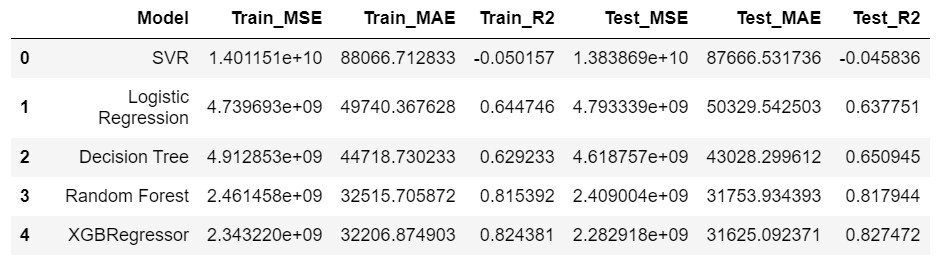 Model Train_MSE Train_MAE Train_R2 Test_MSE Test_MAE Test_R2
0 SVR 1.401151e+10 88066.712833 -0.050157 1.383869e+10 87666.531736 -0.045836
1 Logistic
Regression 4.739693e+09 49740.367628 0.644746 4.793339e+09 50329.542503 0.637751
2 Decision Tree 4.912853e+09 44718.730233 0.629233 4.618757e+09 43028.299612 0.650945
3 Random Forest 2.461458e+09 32515.705872 0.815392 2.409004e+09 31753.934393 0.817944
4 XGBRegressor 2.343220e+09 32206.874903 0.824381 2.282918e+09 31625.092371 0.827472